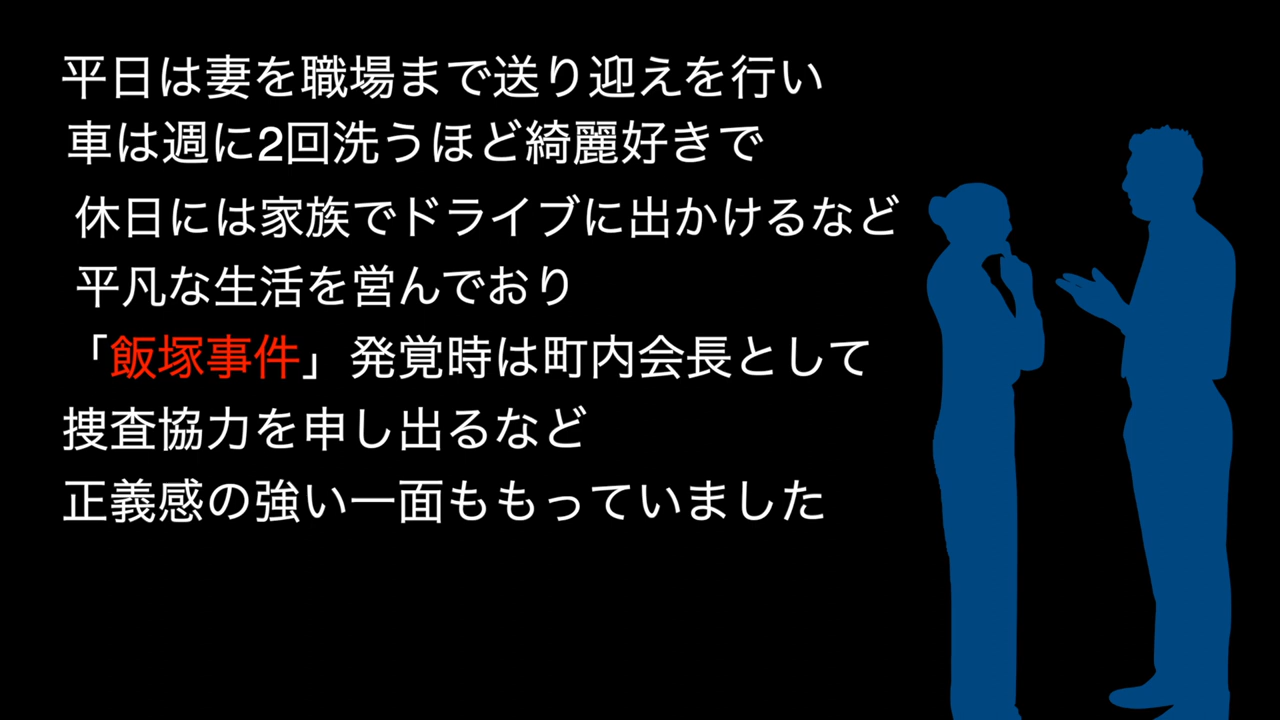 平日は妻を職場まで送り迎えを行い
車は週に2回洗うほど綺麗好きで
休日には家族でドライブに出かけるなど
平凡な生活を営んでおり
「飯塚事件」発覚時は町内会長として
捜査協力を申し出るなど
正義感の強い一面ももっていました